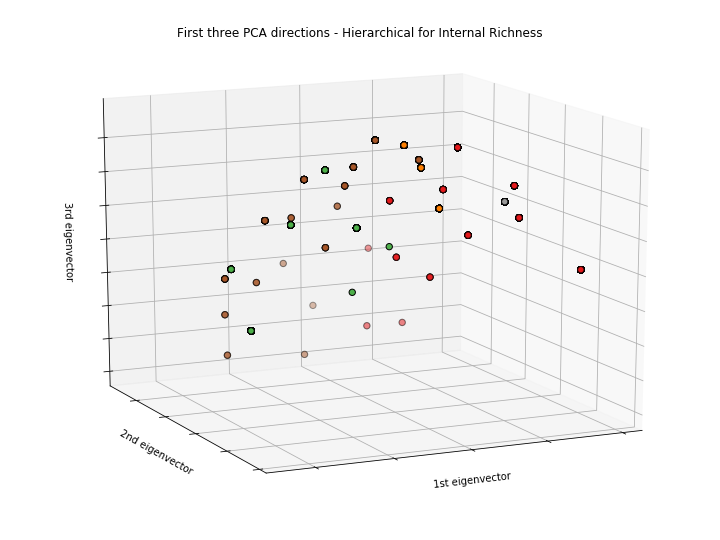 First three PCA directions - Hierarchical for Internal Richness
3rd eigenvector
2nd eigenvector
1st eigenvector